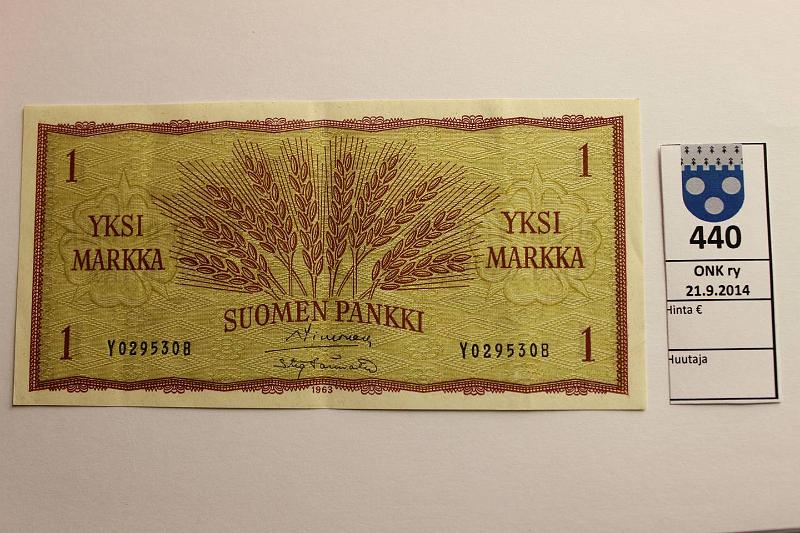 1
1
YKSI
MARKKA
YKSI
MARKKA
SUOMEN PANKKI
1
Y0295308
Y0295308
1
1963
440
ONK ry
21.9.2014
Hinta €
Huutaja